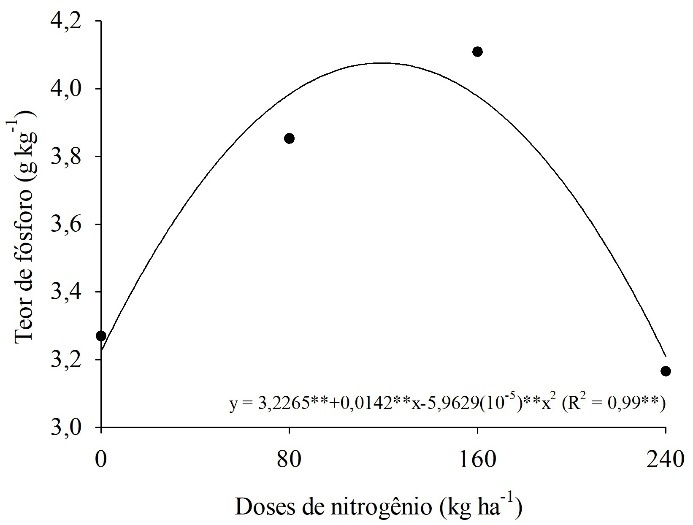 4,2
4,0
3,8
3,6
3,4
3,2
3,0
Teor de fósforo (g kg⁻¹)
y = 3,2265**+0,0142**x-5,9629(10⁻⁵)**x² (R² = 0,99**)
0 80 160 240
Doses de nitrogênio (kg ha⁻¹)